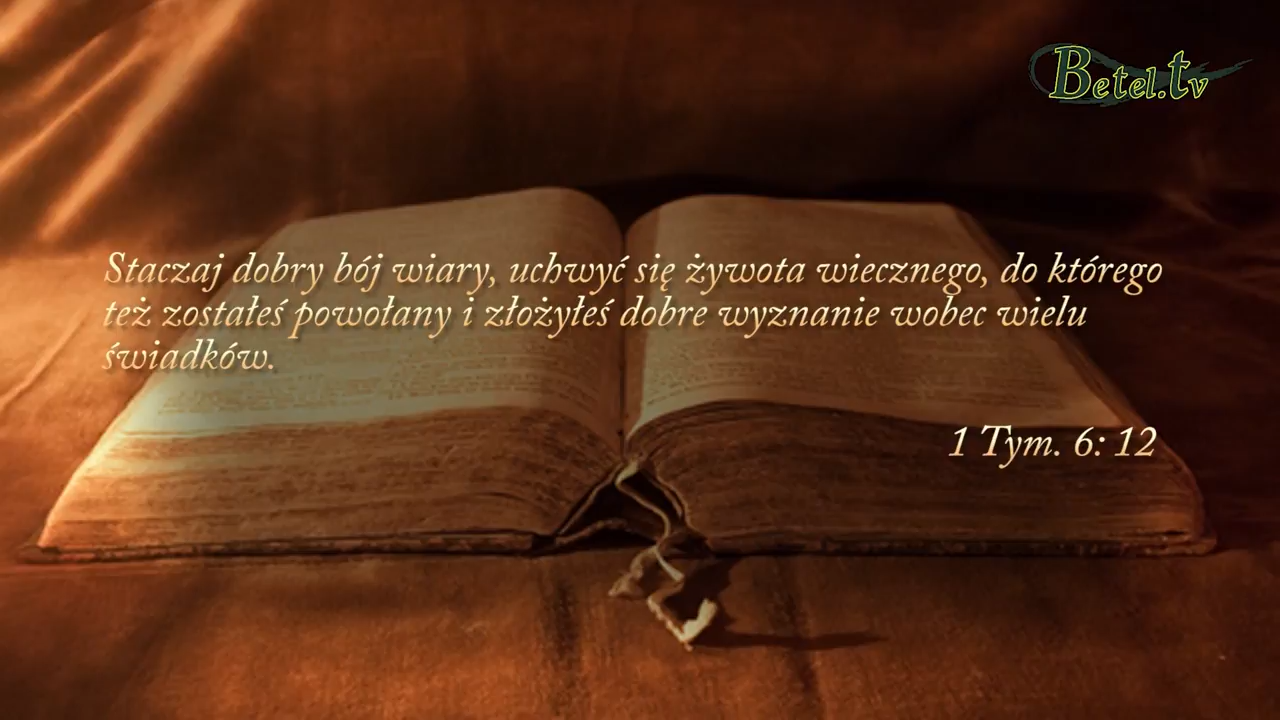 Betel.tv
Staczaj dobry bój wiary, uchwyć się żywota wiecznego, do którego
też zostałeś powołany i złożyłeś dobre wyznanie wobec wielu
świadków.
1 Tym. 6: 12